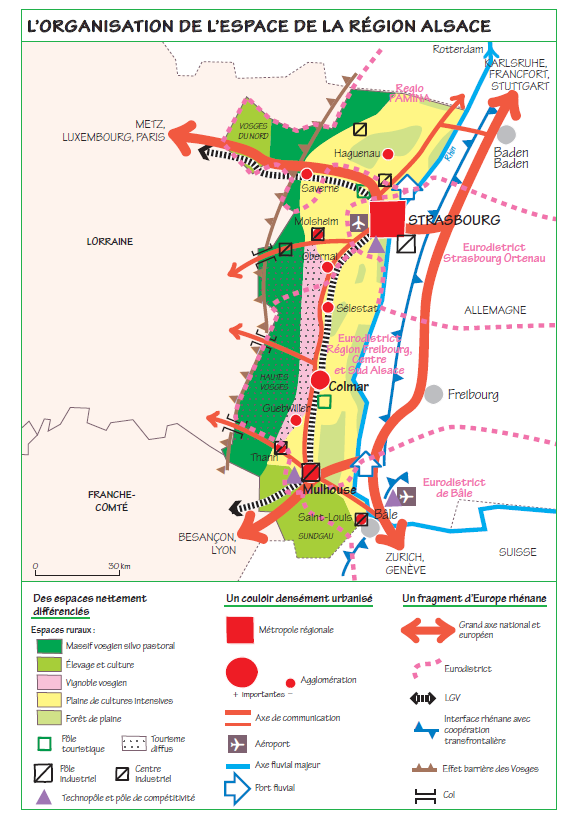 L'ORGANISATION DE L'ESPACE DE LA RÉGION ALSACE
Rotterdam
KARLSRUHE,
FRANCFORT,
STUTTGART
Regio
PAMINA
METZ,
LUXEMBOURG, PARIS
VOSGES
DU NORD
Haguenau
Rhin
Baden
Baden
Saverne
STRASBOURG
Molsheim
LORRAINE
Obernai
Eurodistrict
Strasbourg Ortenau
Sélestat
ALLEMAGNE
Eurodistrict
Région Freibourg,
Centre
et Sud Alsace
HAUTES
VOSGES
Colmar
Freibourg
Guebwiller
Thann
Mulhouse
Eurodistrict
de Bâle
FRANCHE-
COMTÉ
Saint-Louis
Bâle
BESANÇON,
LYON
SUNDGAU
ZURICH,
GENÈVE
SUISSE
0 30 km
Des espaces nettement
différenciés
Espaces ruraux :
Massif vosgien silvo pastoral
Élevage et culture
Vignoble vosgien
Plaine de cultures intensives
Forêt de plaine
Pôle
touristique
Tourisme
diffus
Pôle
industriel
Centre
industriel
Technopôle et pôle de compétitivité
Un couloir densément urbanisé
Métropole régionale
Agglomération
+ importantes −
Axe de communication
Aéroport
Axe fluvial majeur
Port fluvial
Un fragment d'Europe rhénane
Grand axe national et
européen
Eurodistrict
LGV
Interface rhénane avec
coopération
transfrontalière
Effet barrière des Vosges
Col